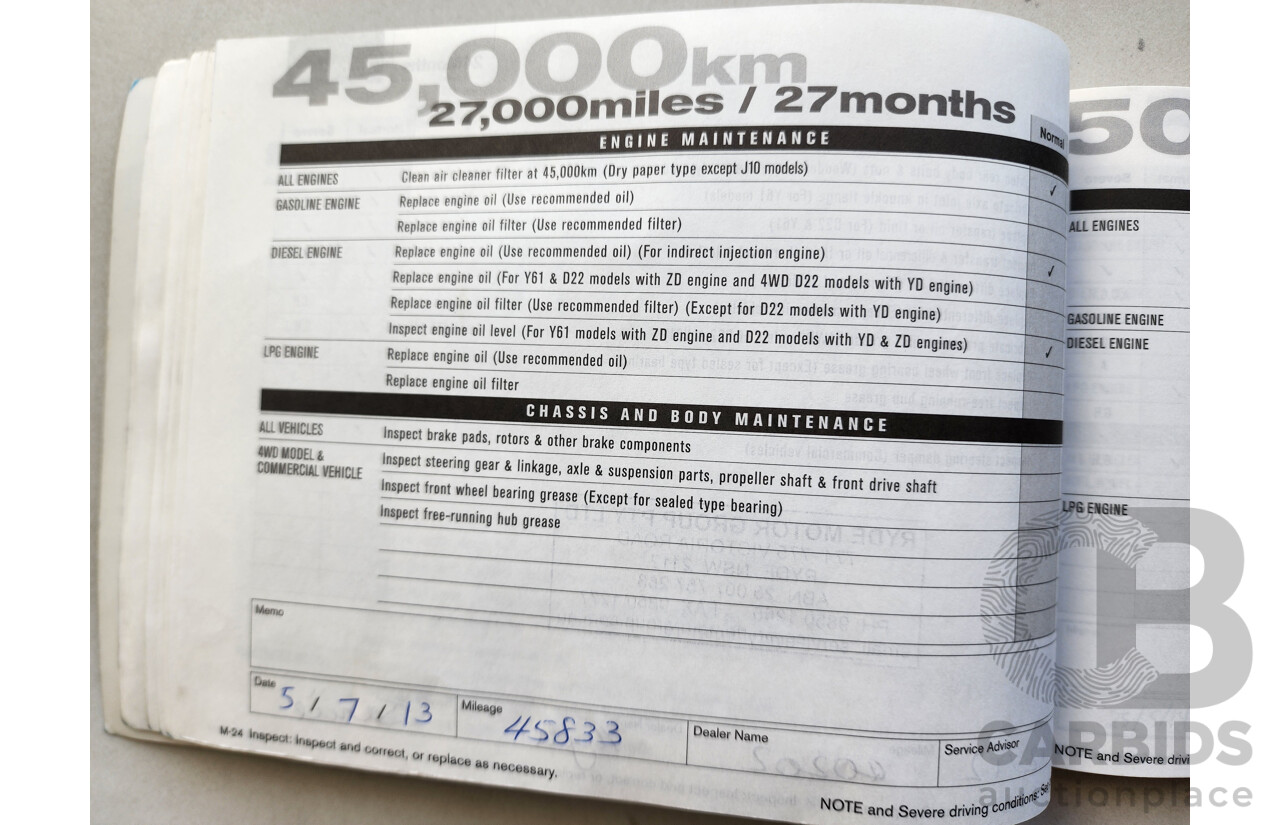 45,000km
27,000miles / 27months
Normal
ENGINE MAINTENANCE
ALL ENGINES Clean air cleaner filter at 45,000km (Dry paper type except J10 models)
GASOLINE ENGINE Replace engine oil (Use recommended oil) ✓
Replace engine oil filter (Use recommended filter)
DIESEL ENGINE Replace engine oil (Use recommended oil) (For indirect injection engine)
Replace engine oil (For Y61 & D22 models with ZD engine and 4WD D22 models with YD engine) ✓
Replace engine oil filter (Use recommended filter) (Except for D22 models with YD engine)
Inspect engine oil level (For Y61 models with ZD engine and D22 models with YD & ZD engines)
LPG ENGINE Replace engine oil (Use recommended oil) ✓
Replace engine oil filter
CHASSIS AND BODY MAINTENANCE
ALL VEHICLES Inspect brake pads, rotors & other brake components
4WD MODEL &
COMMERCIAL VEHICLE Inspect steering gear & linkage, axle & suspension parts, propeller shaft & front drive shaft
Inspect front wheel bearing grease (Except for sealed type bearing)
Inspect free-running hub grease
Memo
Date 5 / 7 / 13 Mileage 45833 Dealer Name Service Advisor
M-24 Inspect: Inspect and correct, or replace as necessary.
NOTE and Severe driving conditions:
50
ALL ENGINES
GASOLINE ENGINE
DIESEL ENGINE
LPG ENGINE
NOTE and Severe drivi
CARBIDS
auctionplace